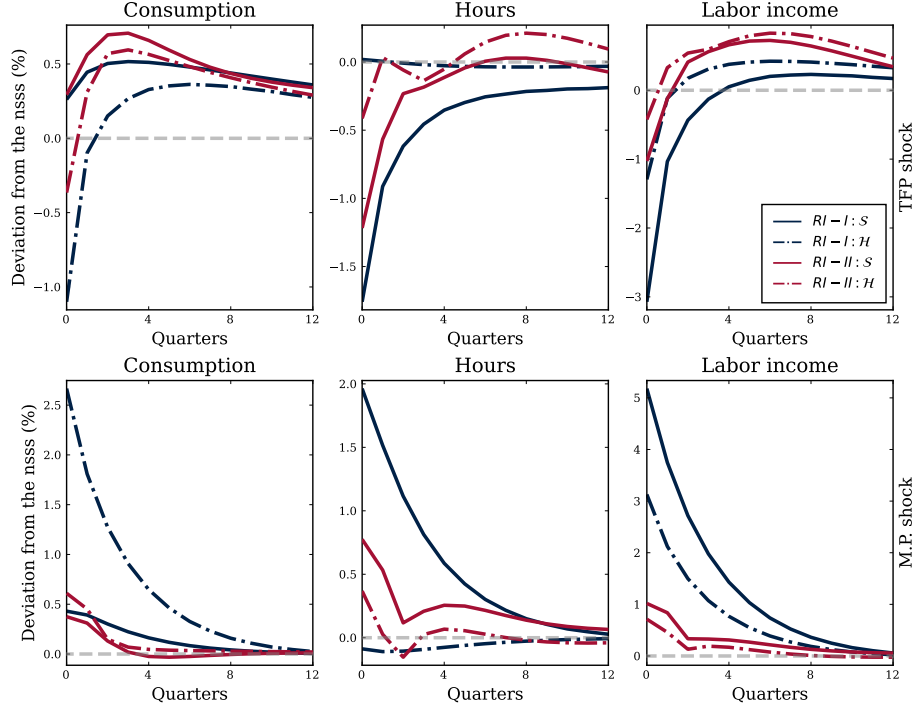 Consumption
Hours
Labor income
Deviation from the nsss (%)
0.5
0.0
−0.5
−1.0
0 4 8 12
Quarters
0.0
−0.5
−1.0
−1.5
0 4 8 12
Quarters
0
−1
−2
−3
0 4 8 12
Quarters
TFP shock
RI − I : S
RI − I : H
RI − II : S
RI − II : H
Consumption
Hours
Labor income
Deviation from the nsss (%)
2.5
2.0
1.5
1.0
0.5
0.0
0 4 8 12
Quarters
2.0
1.5
1.0
0.5
0.0
0 4 8 12
Quarters
5
4
3
2
1
0
0 4 8 12
Quarters
M.P. shock